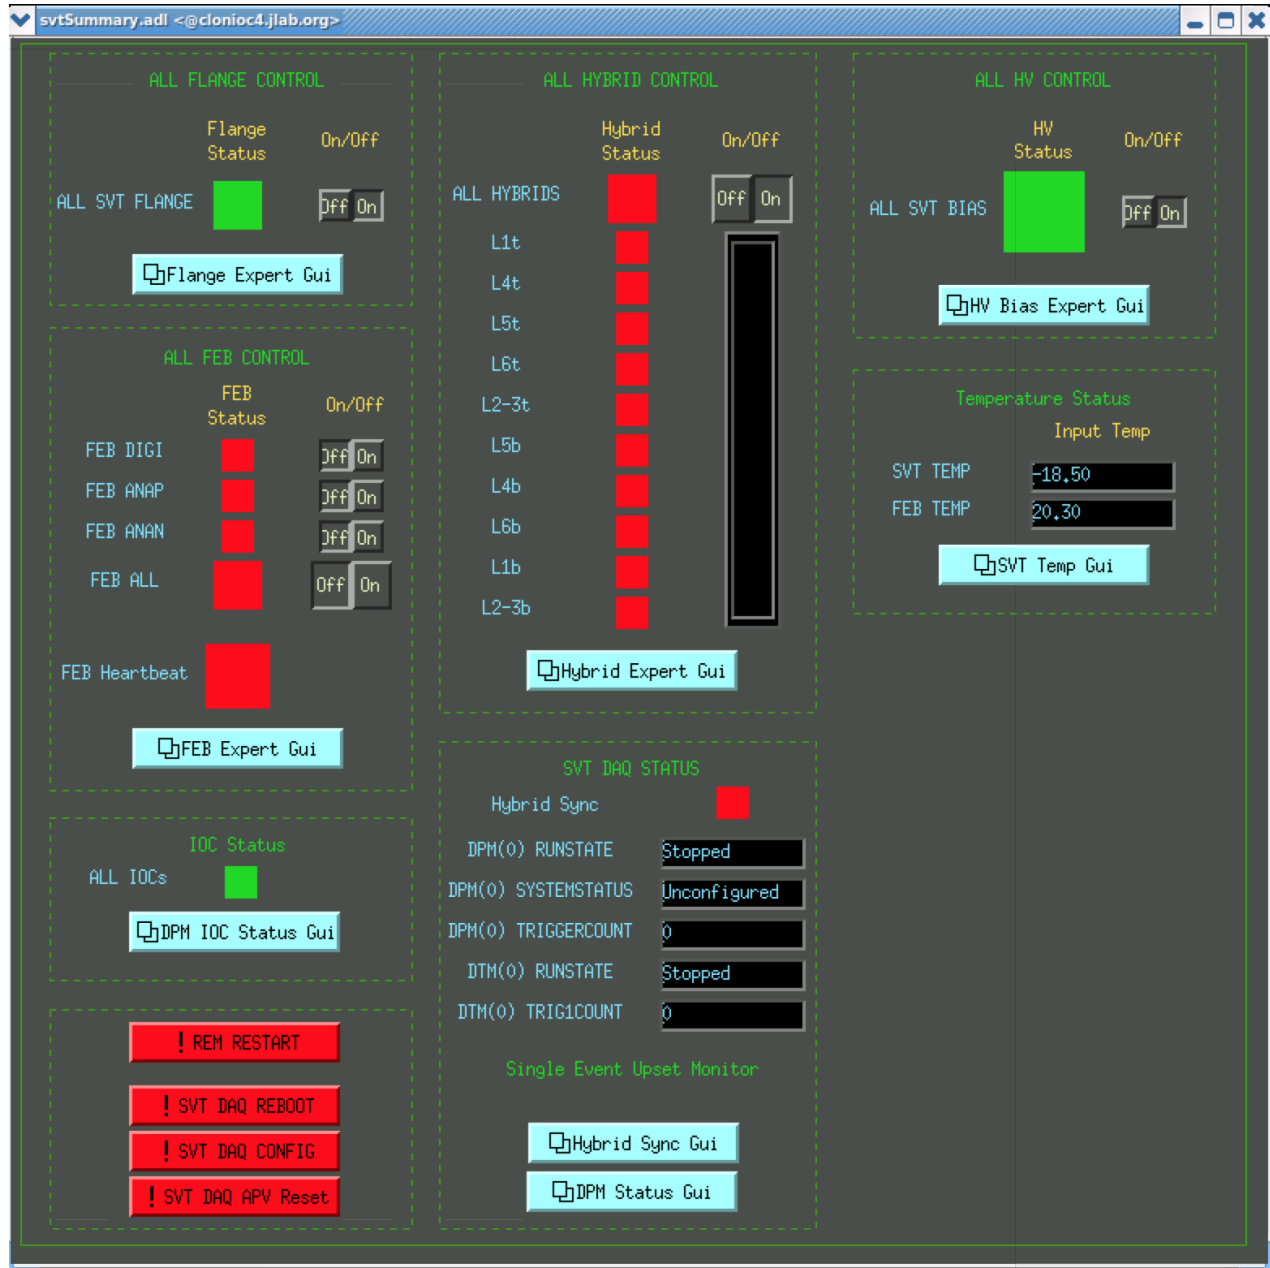 svtSummary.adl <@clonioc4.jlab.org>
ALL FLANGE CONTROL
Flange
Status
On/Off
ALL SVT FLANGE
Off On
Flange Expert Gui
ALL FEB CONTROL
FEB
Status
On/Off
FEB DIGI
Off On
FEB ANAP
Off On
FEB ANAN
Off On
FEB ALL
Off On
FEB Heartbeat
FEB Expert Gui
IOC Status
ALL IOCs
DPM IOC Status Gui
! REM RESTART
! SVT DAQ REBOOT
! SVT DAQ CONFIG
! SVT DAQ APV Reset
ALL HYBRID CONTROL
Hybrid
Status
On/Off
ALL HYBRIDS
Off On
L1t
L4t
L5t
L6t
L2-3t
L5b
L4b
L6b
L1b
L2-3b
Hybrid Expert Gui
SVT DAQ STATUS
Hybrid Sync
DPM(0) RUNSTATE Stopped
DPM(0) SYSTEMSTATUS Unconfigured
DPM(0) TRIGGERCOUNT 0
DTM(0) RUNSTATE Stopped
DTM(0) TRIG1COUNT 0
Single Event Upset Monitor
Hybrid Sync Gui
DPM Status Gui
ALL HV CONTROL
HV
Status
On/Off
ALL SVT BIAS
Off On
HV Bias Expert Gui
Temperature Status
Input Temp
SVT TEMP -18.50
FEB TEMP 20.30
SVT Temp Gui